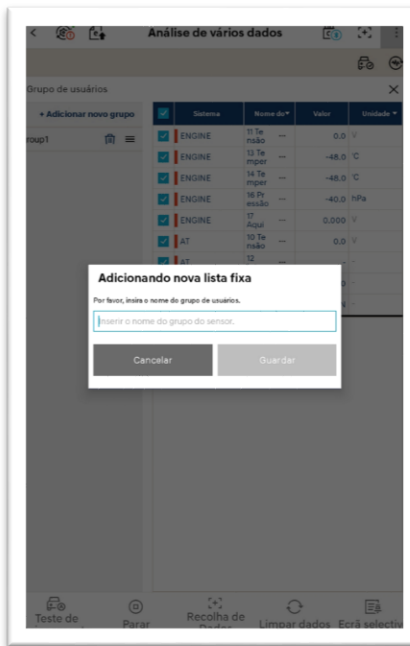 Análise de vários dados
Grupo de usuários
+ Adicionar novo grupo
Sistema Nome do Valor Unidade
roup1
ENGINE 11 Te nsão 0.0 V
ENGINE 13 Te mper -48.0 ℃
ENGINE 14 Te mper -48.0 ℃
ENGINE 16 Pr essão -40.0 hPa
ENGINE 17 Aqui 0.000 V
AT 10 Te nsão 0.0 V
AT 12
Adicionando nova lista fixa
Por favor, insira o nome do grupo de usuários.
Inserir o nome do grupo do sensor.
Cancelar Guardar
Teste de
Parar
Recolha de
Dados
Limpar dados
Ecrã selectiv